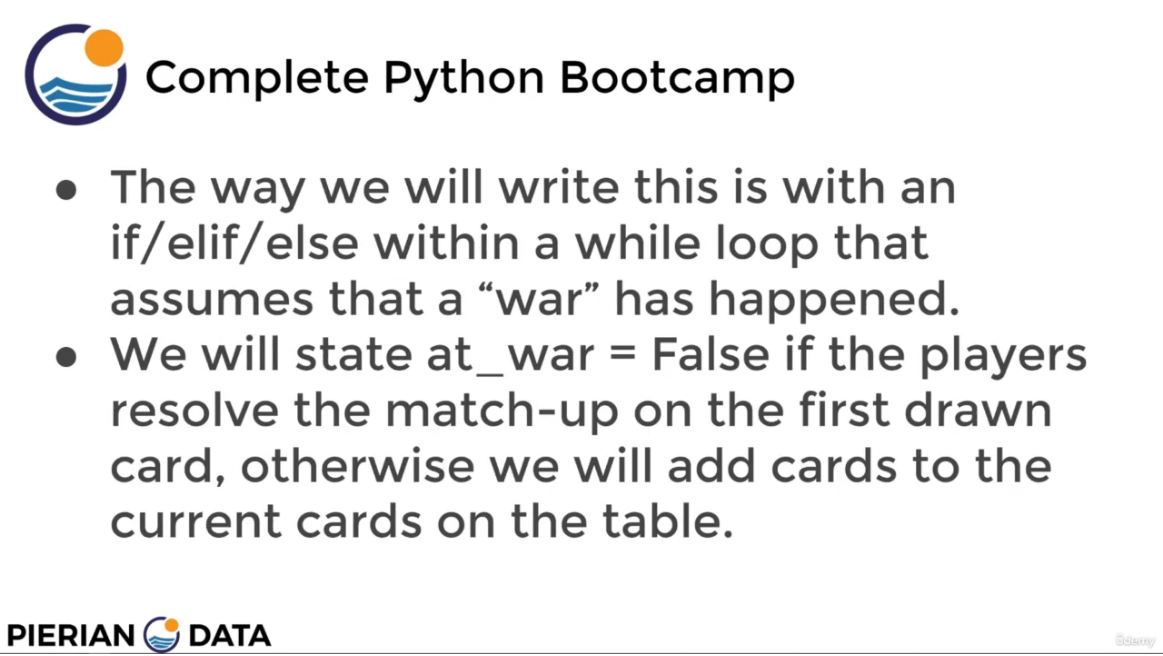 Complete Python Bootcamp
● The way we will write this is with an
if/elif/else within a while loop that
assumes that a “war” has happened.
● We will state at_war = False if the players
resolve the match-up on the first drawn
card, otherwise we will add cards to the
current cards on the table.
PIERIAN DATA
ûdemy